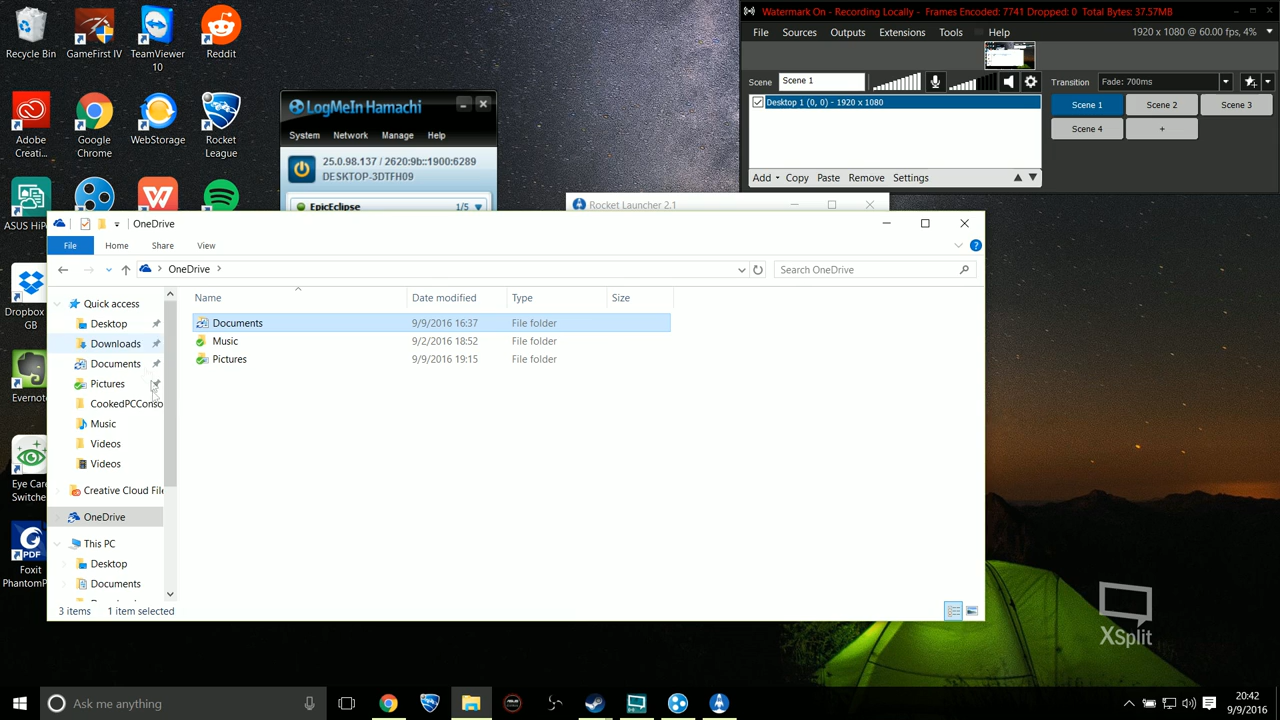 Recycle Bin
GameFirst IV
TeamViewer
10
Reddit
Adobe
Creati...
Google
Chrome
WebStorage
Rocket
League
ASUS HiP
Dropbox
GB
Evernot
Eye Care
Switcher
Foxit
PhantomP
LogMeIn Hamachi
System Network Manage Help
25.0.98.137 / 2620:9b::1900:6289
DESKTOP-3DTFH09
EpicEclipse 1/5
Rocket Launcher 2.1
Watermark On - Recording Locally - Frames Encoded: 7741 Dropped: 0 Total Bytes: 37.57MB
File Sources Outputs Extensions Tools Help 1920 x 1080 @ 60.00 fps, 4%
Scene Scene 1 Transition Fade: 700ms
Desktop 1 (0, 0) - 1920 x 1080
Scene 1 Scene 2 Scene 3
Scene 4 +
Add Copy Paste Remove Settings
OneDrive
File Home Share View
OneDrive Search OneDrive
Name Date modified Type Size
Documents 9/9/2016 16:37 File folder
Music 9/2/2016 18:52 File folder
Pictures 9/9/2016 19:15 File folder
Quick access
Desktop
Downloads
Documents
Pictures
CookedPCConso
Music
Videos
Videos
Creative Cloud File
OneDrive
This PC
Desktop
Documents
3 items 1 item selected
XSplit
Ask me anything
20:42
9/9/2016